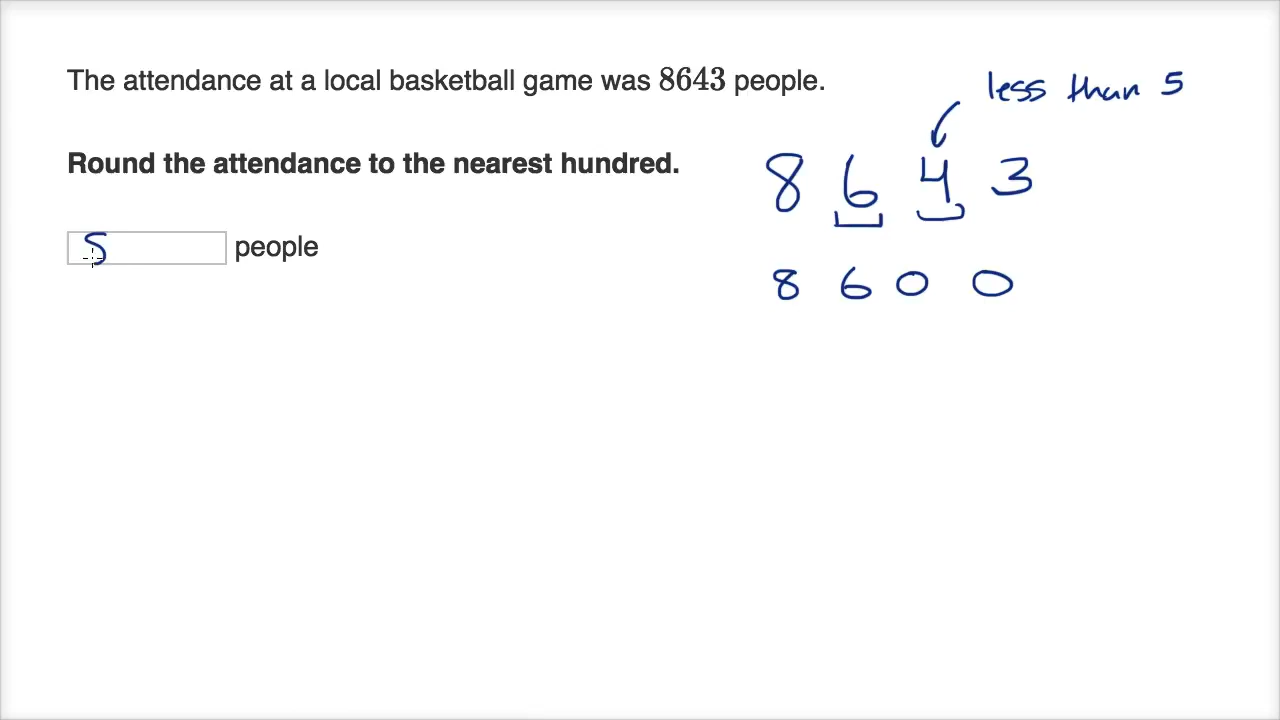 The attendance at a local basketball game was 8643 people.
less than 5
Round the attendance to the nearest hundred.
8 6 4 3
people
8 6 0 0